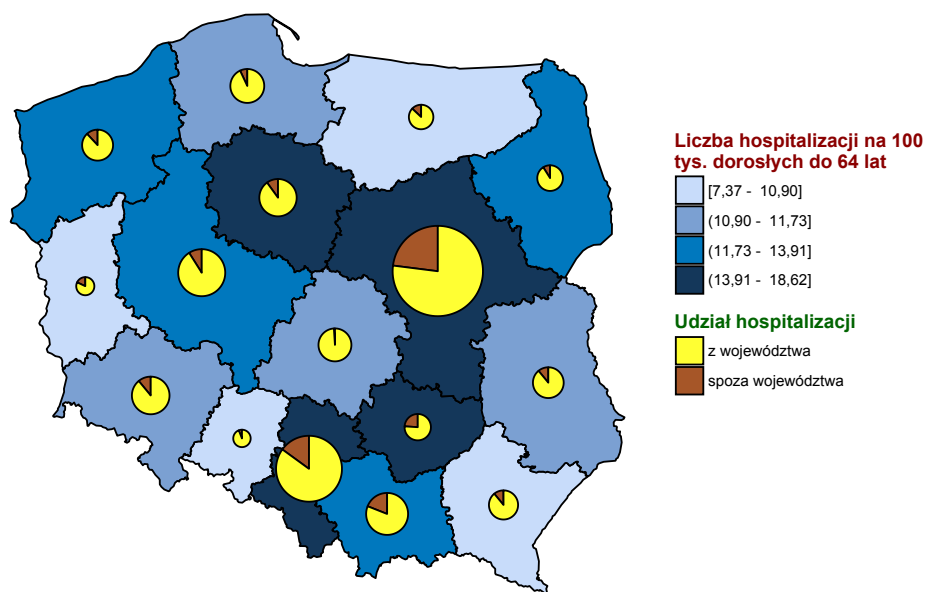 Liczba hospitalizacji na 100
tys. dorosłych do 64 lat
[7,37 - 10,90]
(10,90 - 11,73]
(11,73 - 13,91]
(13,91 - 18,62]
Udział hospitalizacji
z województwa
spoza województwa